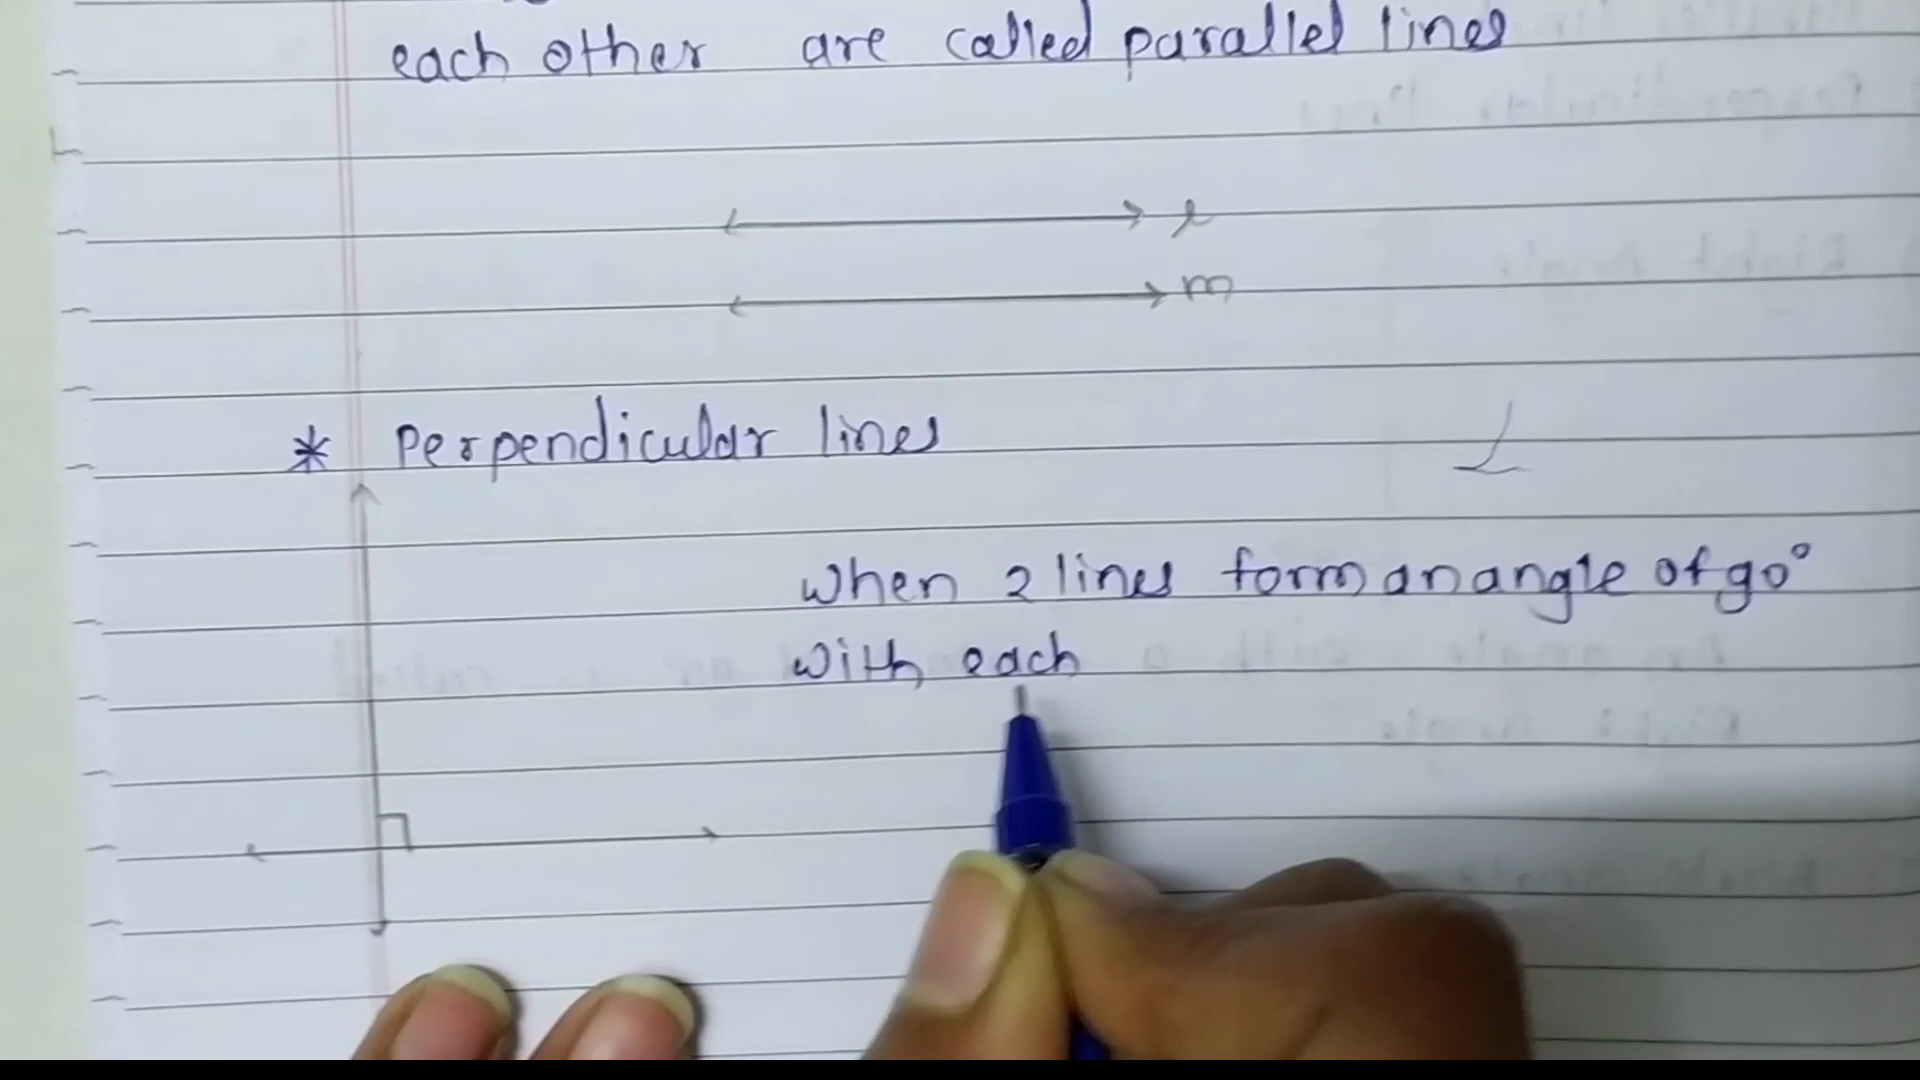 each other are called parallel lines
l
m
* Perpendicular lines
⊥
When 2 lines form an angle of 90°
with each